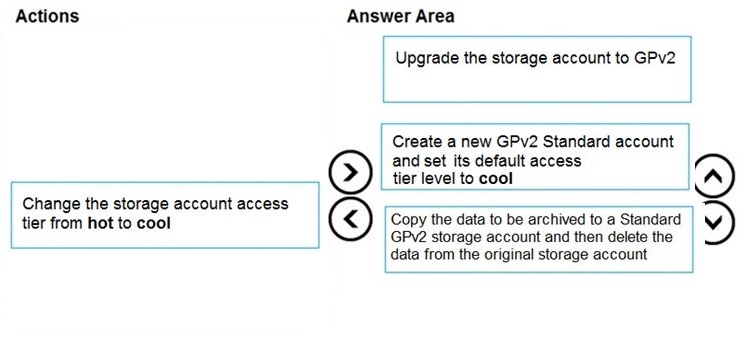 Actions
Answer Area
Upgrade the storage account to GPv2
Create a new GPv2 Standard account
and set its default access
tier level to cool
Change the storage account access
tier from hot to cool
Copy the data to be archived to a Standard
GPv2 storage account and then delete the
data from the original storage account